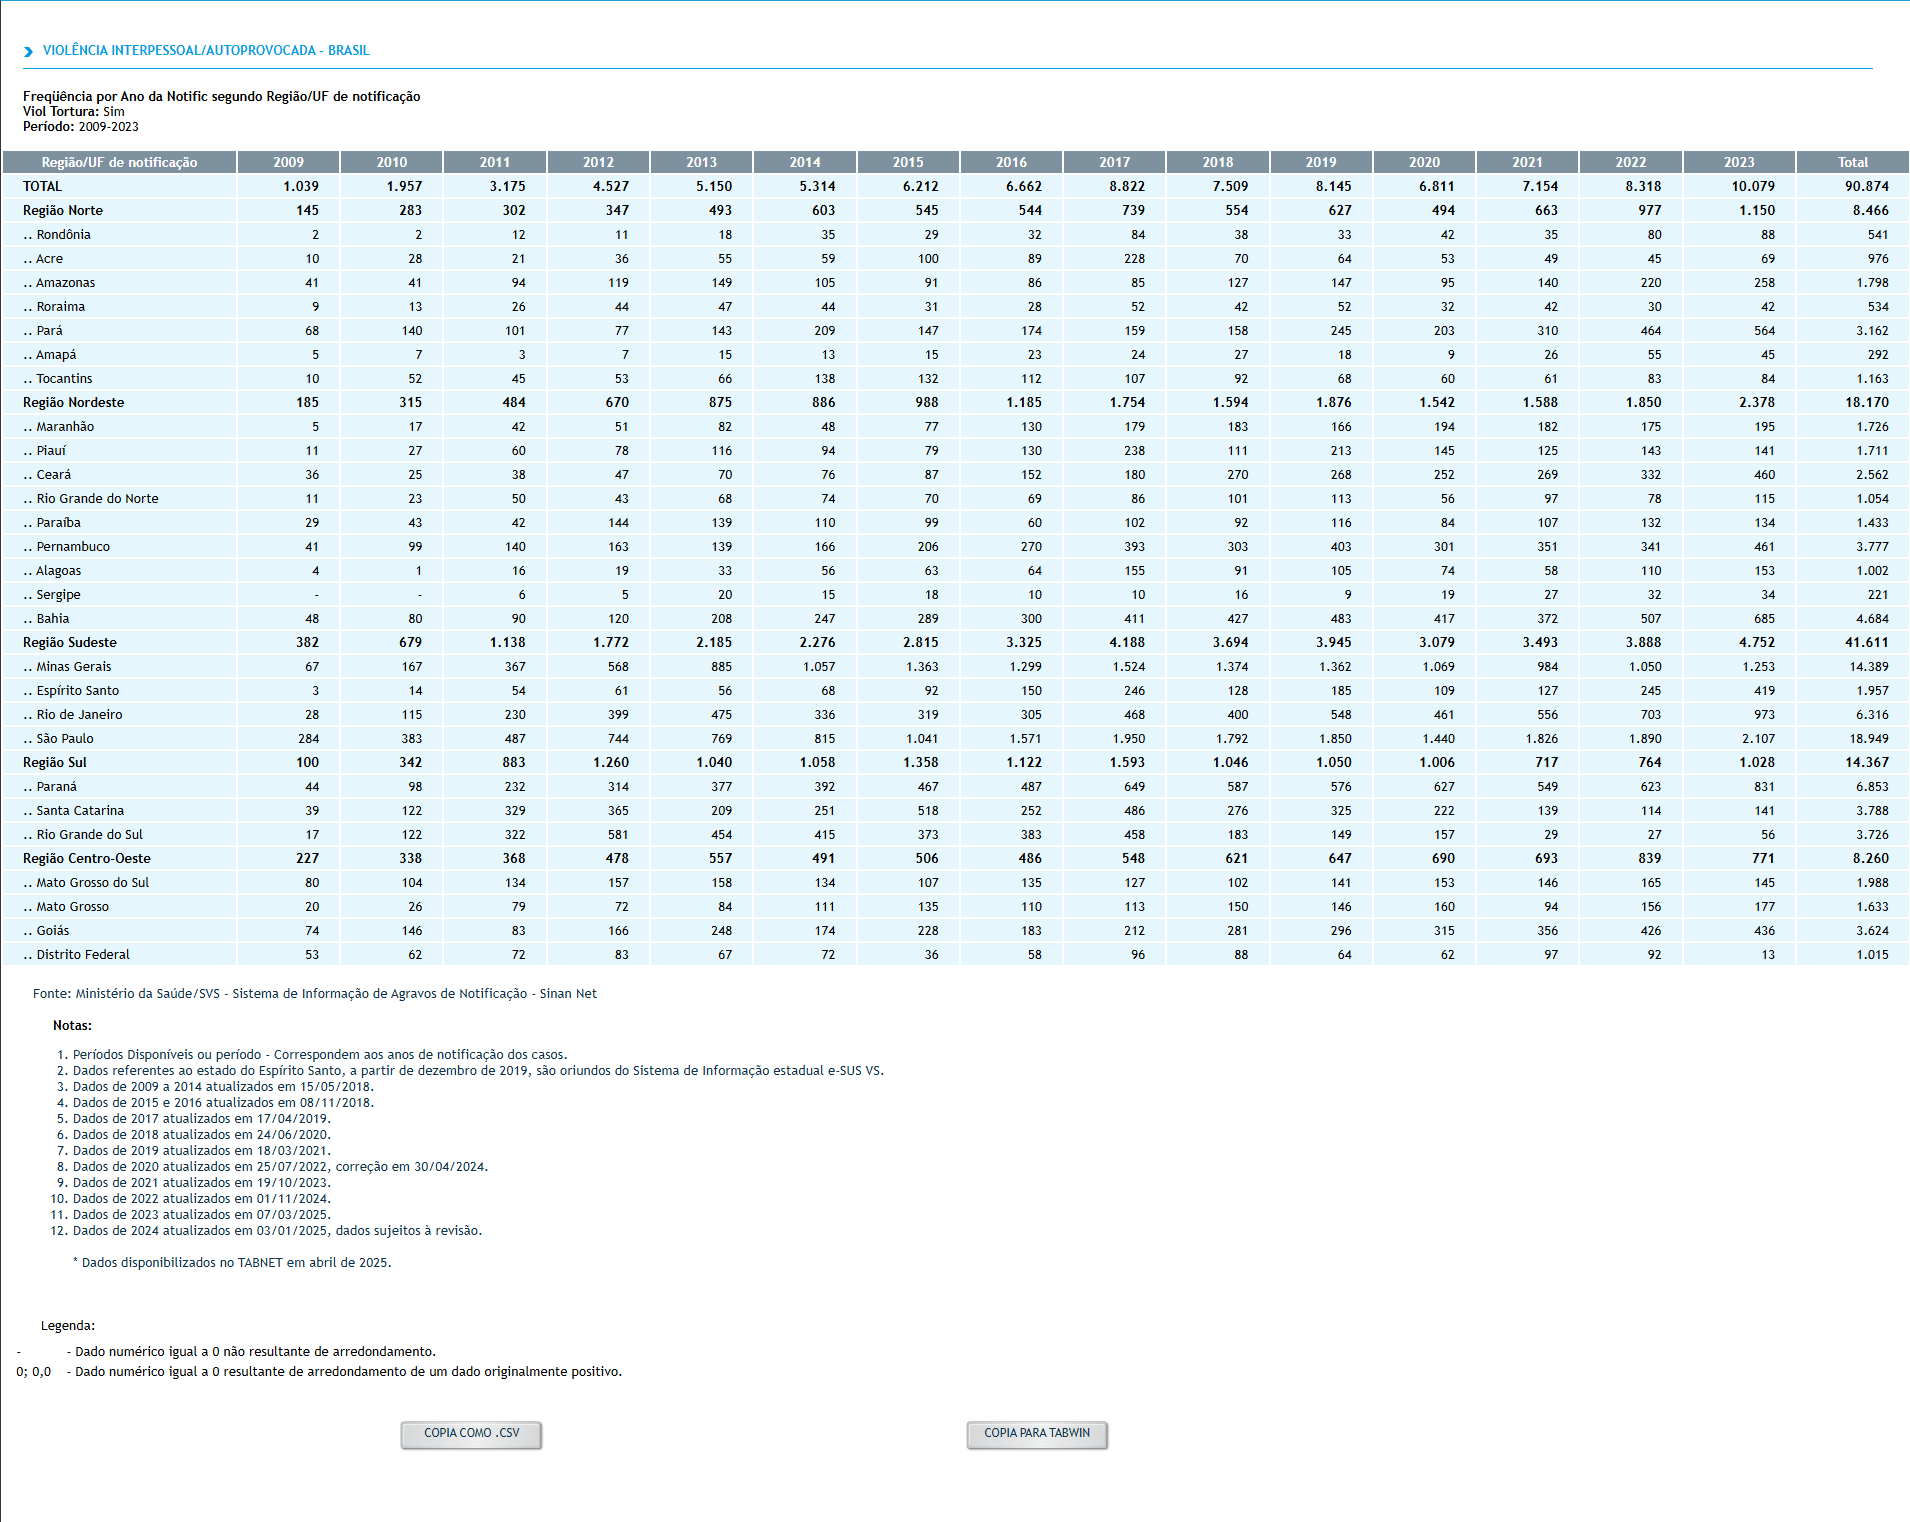 VIOLÊNCIA INTERPESSOAL/AUTOPROVOCADA - BRASIL
Freqüência por Ano da Notific segundo Região/UF de notificação
Viol Tortura: Sim
Período: 2009-2023
Região/UF de notificação 2009 2010 2011 2012 2013 2014 2015 2016 2017 2018 2019 2020 2021 2022 2023 Total
TOTAL 1.039 1.957 3.175 4.527 5.150 5.314 6.212 6.662 8.822 7.509 8.145 6.811 7.154 8.318 10.079 90.874
Região Norte 145 283 302 347 493 603 545 544 739 554 627 494 663 977 1.150 8.466
.. Rondônia 2 2 12 11 18 35 29 32 84 38 33 42 35 80 88 541
.. Acre 10 28 21 36 55 59 100 89 228 70 64 53 49 45 69 976
.. Amazonas 41 41 94 119 149 105 91 86 85 127 147 95 140 220 258 1.798
.. Roraima 9 13 26 44 47 44 31 28 52 42 52 32 42 30 42 534
.. Pará 68 140 101 77 143 209 147 174 159 158 245 203 310 464 564 3.162
.. Amapá 5 7 3 7 15 13 15 23 24 27 18 9 26 55 45 292
.. Tocantins 10 52 45 53 66 138 132 112 107 92 68 60 61 83 84 1.163
Região Nordeste 185 315 484 670 875 886 988 1.185 1.754 1.594 1.876 1.542 1.588 1.850 2.378 18.170
.. Maranhão 5 17 42 51 82 48 77 130 179 183 166 194 182 175 195 1.726
.. Piauí 11 27 60 78 116 94 79 130 238 111 213 145 125 143 141 1.711
.. Ceará 36 25 38 47 70 76 87 152 180 270 268 252 269 332 460 2.562
.. Rio Grande do Norte 11 23 50 43 68 74 70 69 86 101 113 56 97 78 115 1.054
.. Paraíba 29 43 42 144 139 110 99 60 102 92 116 84 107 132 134 1.433
.. Pernambuco 41 99 140 163 139 166 206 270 393 303 403 301 351 341 461 3.777
.. Alagoas 4 1 16 19 33 56 63 64 155 91 105 74 58 110 153 1.002
.. Sergipe - - 6 5 20 15 18 10 10 16 9 19 27 32 34 221
.. Bahia 48 80 90 120 208 247 289 300 411 427 483 417 372 507 685 4.684
Região Sudeste 382 679 1.138 1.772 2.185 2.276 2.815 3.325 4.188 3.694 3.945 3.079 3.493 3.888 4.752 41.611
.. Minas Gerais 67 167 367 568 885 1.057 1.363 1.299 1.524 1.374 1.362 1.069 984 1.050 1.253 14.389
.. Espírito Santo 3 14 54 61 56 68 92 150 246 128 185 109 127 245 419 1.957
.. Rio de Janeiro 28 115 230 399 475 336 319 305 468 400 548 461 556 703 973 6.316
.. São Paulo 284 383 487 744 769 815 1.041 1.571 1.950 1.792 1.850 1.440 1.826 1.890 2.107 18.949
Região Sul 100 342 883 1.260 1.040 1.058 1.358 1.122 1.593 1.046 1.050 1.006 717 764 1.028 14.367
.. Paraná 44 98 232 314 377 392 467 487 649 587 576 627 549 623 831 6.853
.. Santa Catarina 39 122 329 365 209 251 518 252 486 276 325 222 139 114 141 3.788
.. Rio Grande do Sul 17 122 322 581 454 415 373 383 458 183 149 157 29 27 56 3.726
Região Centro-Oeste 227 338 368 478 557 491 506 486 548 621 647 690 693 839 771 8.260
.. Mato Grosso do Sul 80 104 134 157 158 134 107 135 127 102 141 153 146 165 145 1.988
.. Mato Grosso 20 26 79 72 84 111 135 110 113 150 146 160 94 156 177 1.633
.. Goiás 74 146 83 166 248 174 228 183 212 281 296 315 356 426 436 3.624
.. Distrito Federal 53 62 72 83 67 72 36 58 96 88 64 62 97 92 13 1.015
Fonte: Ministério da Saúde/SVS - Sistema de Informação de Agravos de Notificação - Sinan Net
Notas:
1. Períodos Disponíveis ou período - Correspondem aos anos de notificação dos casos.
2. Dados referentes ao estado do Espírito Santo, a partir de dezembro de 2019, são oriundos do Sistema de Informação estadual e-SUS VS.
3. Dados de 2009 a 2014 atualizados em 15/05/2018.
4. Dados de 2015 e 2016 atualizados em 08/11/2018.
5. Dados de 2017 atualizados em 17/04/2019.
6. Dados de 2018 atualizados em 24/06/2020.
7. Dados de 2019 atualizados em 18/03/2021.
8. Dados de 2020 atualizados em 25/07/2022, correção em 30/04/2024.
9. Dados de 2021 atualizados em 19/10/2023.
10. Dados de 2022 atualizados em 01/11/2024.
11. Dados de 2023 atualizados em 07/03/2025.
12. Dados de 2024 atualizados em 03/01/2025, dados sujeitos à revisão.
* Dados disponibilizados no TABNET em abril de 2025.
Legenda:
- - Dado numérico igual a 0 não resultante de arredondamento.
0; 0,0 - Dado numérico igual a 0 resultante de arredondamento de um dado originalmente positivo.
COPIA COMO .CSV COPIA PARA TABWIN